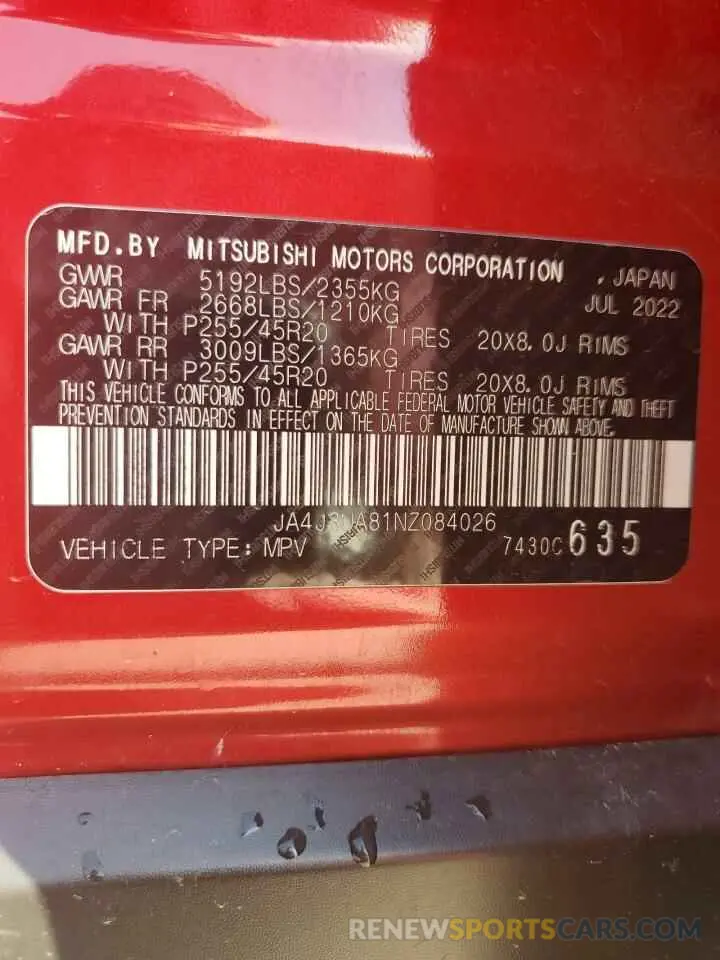 MFD.BY MITSUBISHI MOTORS CORPORATION , JAPAN
GVWR 5192LBS/2355KG JUL 2022
GAWR FR 2668LBS/1210KG
WITH P255/45R20 TIRES 20X8.0J RIMS
GAWR RR 3009LBS/1365KG
WITH P255/45R20 TIRES 20X8.0J RIMS
THIS VEHICLE CONFORMS TO ALL APPLICABLE FEDERAL MOTOR VEHICLE SAFETY AND THEFT
PREVENTION STANDARDS IN EFFECT ON THE DATE OF MANUFACTURE SHOWN ABOVE.
VEHICLE TYPE: MPV 7430C 635
RENEWSPORTSCARS.COM